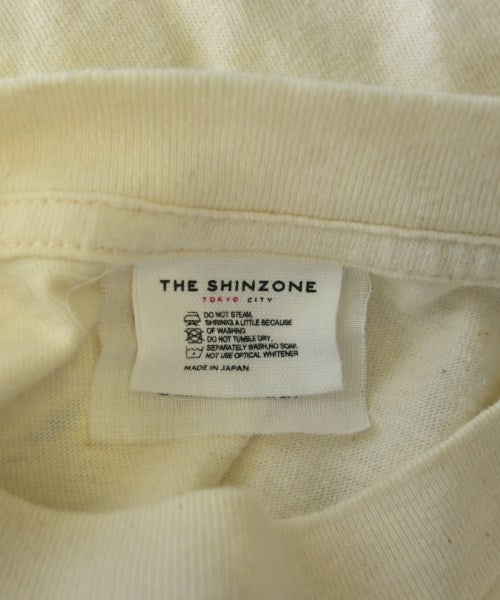 THE SHINZONE
TOKYO CITY
DO NOT STEAM,
SHRINKS A LITTLE BECAUSE
OF WASHING
DO NOT TUMBLE DRY,
SEPARATELY WASH, NO SOAK
NOT USE OPTICAL WHITENER
MADE IN JAPAN